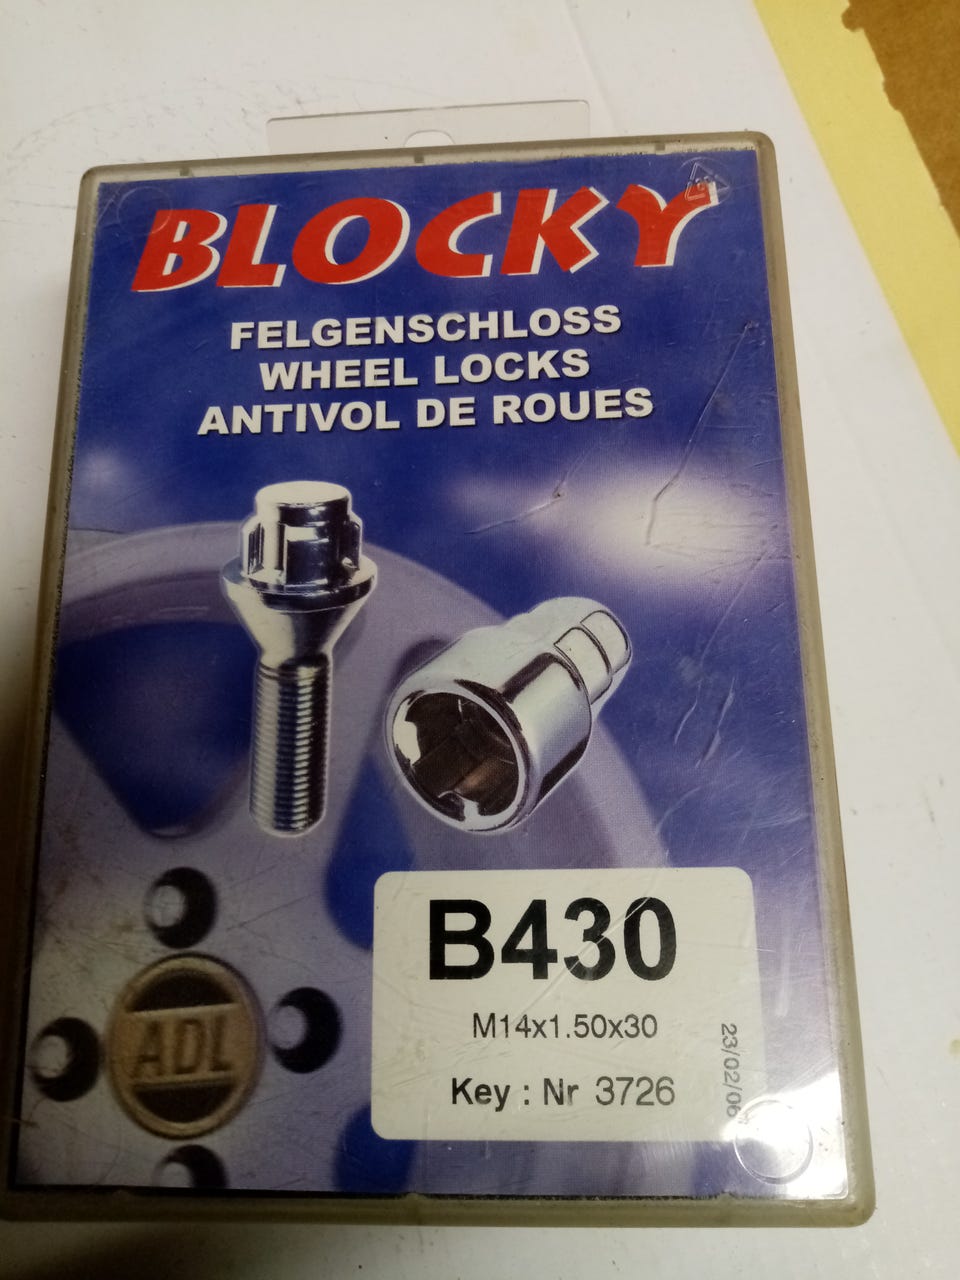 BLOCKY
FELGENSCHLOSS
WHEEL LOCKS
ANTIVOL DE ROUES
B430
M14x1.50x30
Key : Nr 3726
23/02/06
ADL